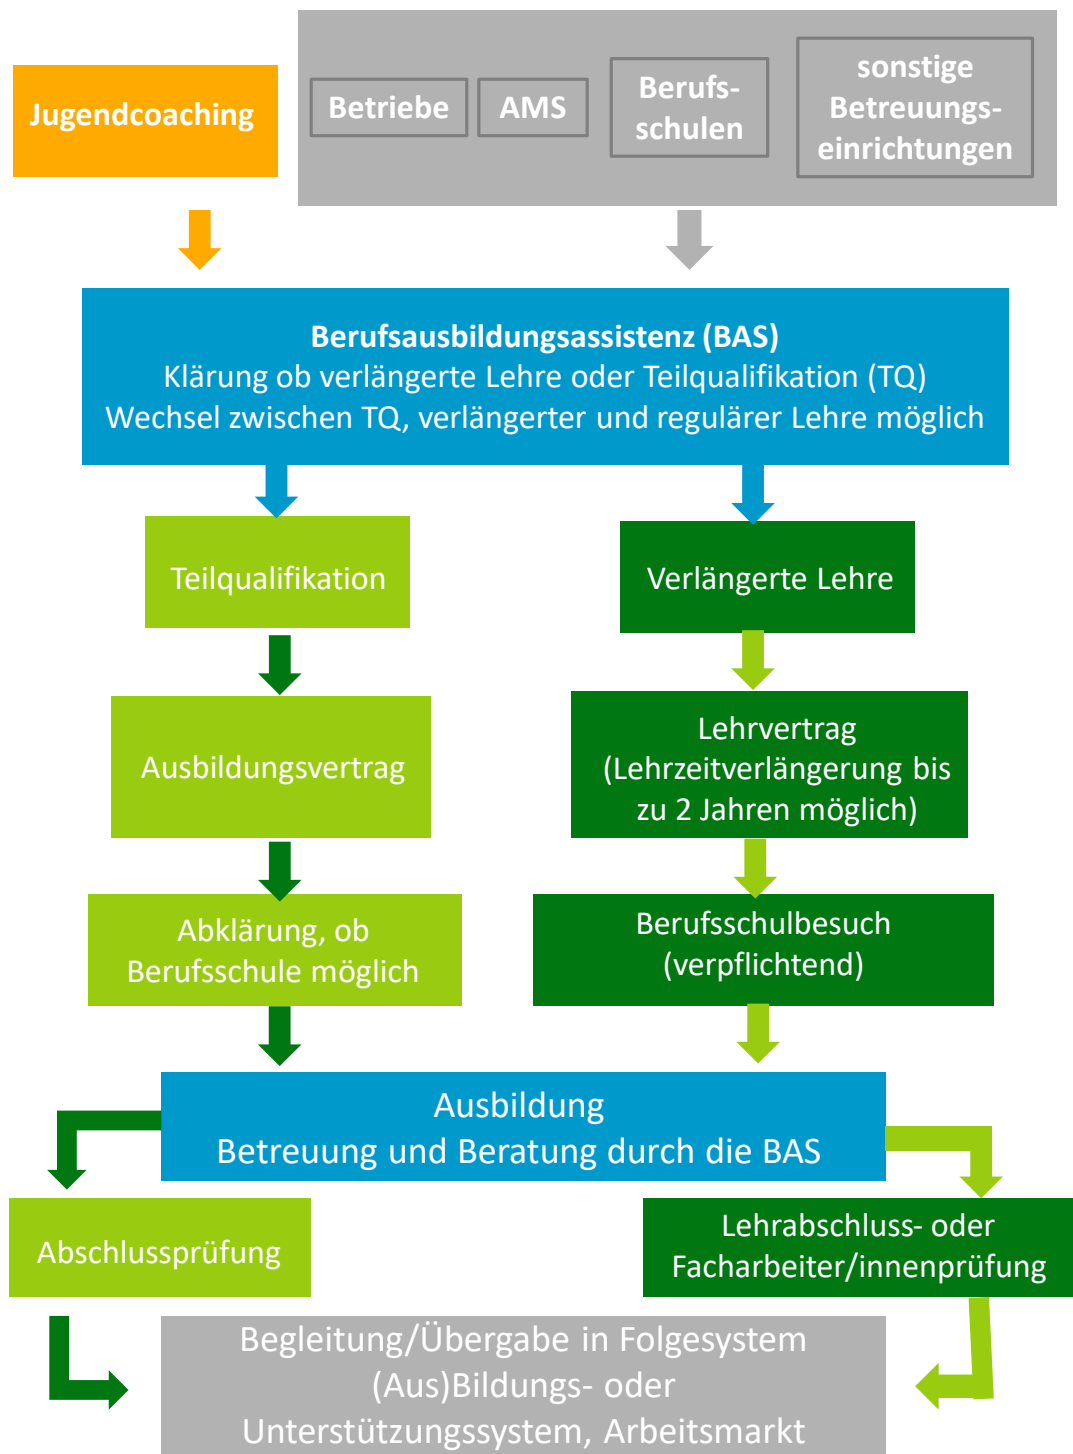 Jugendcoaching
Betriebe
AMS
Berufs-
schulen
sonstige
Betreuungs-
einrichtungen
Berufsausbildungsassistenz (BAS)
Klärung ob verlängerte Lehre oder Teilqualifikation (TQ)
Wechsel zwischen TQ, verlängerter und regulärer Lehre möglich
Teilqualifikation
Verlängerte Lehre
Ausbildungsvertrag
Lehrvertrag
(Lehrzeitverlängerung bis
zu 2 Jahren möglich)
Abklärung, ob
Berufsschule möglich
Berufsschulbesuch
(verpflichtend)
Ausbildung
Betreuung und Beratung durch die BAS
Abschlussprüfung
Lehrabschluss- oder
Facharbeiter/innenprüfung
Begleitung/Übergabe in Folgesystem
(Aus)Bildungs- oder
Unterstützungssystem, Arbeitsmarkt